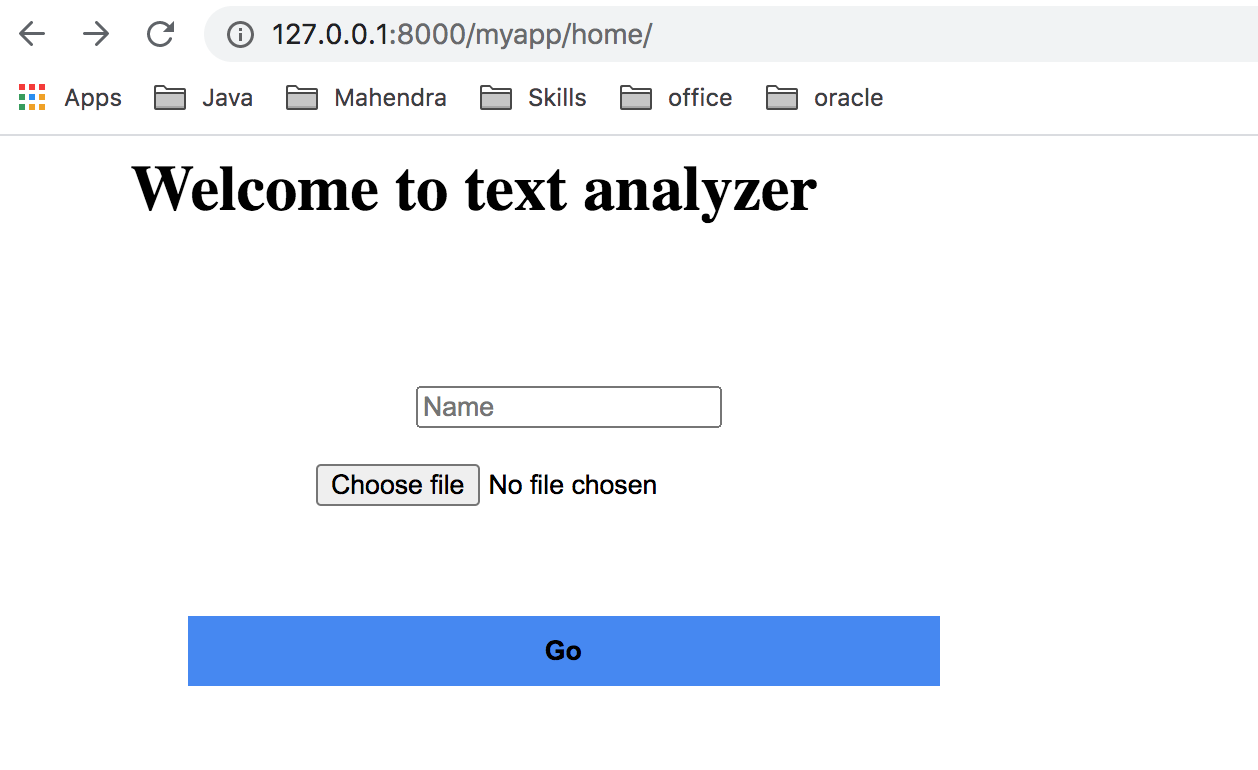 127.0.0.1:8000/myapp/home/
Apps Java Mahendra Skills office oracle
Welcome to text analyzer
Name
Choose file No file chosen
Go